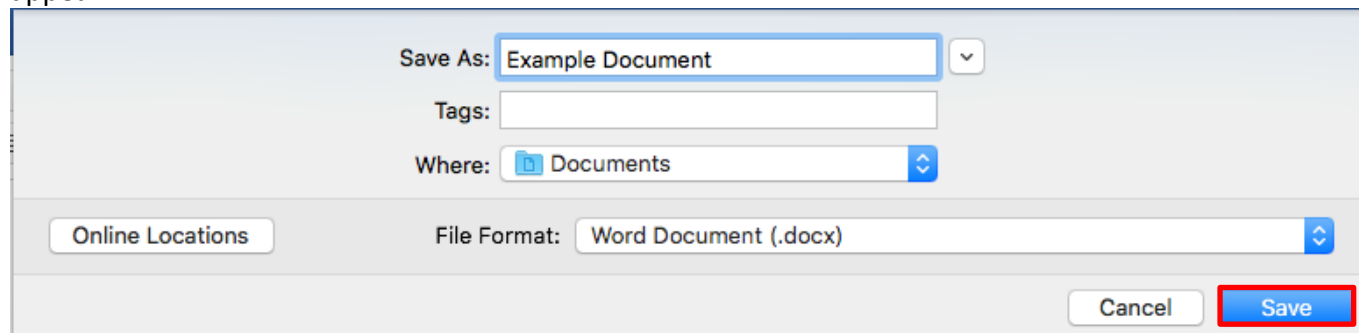 Save As: Example Document
Tags:
Where: Documents
Online Locations File Format: Word Document (.docx)
Cancel Save